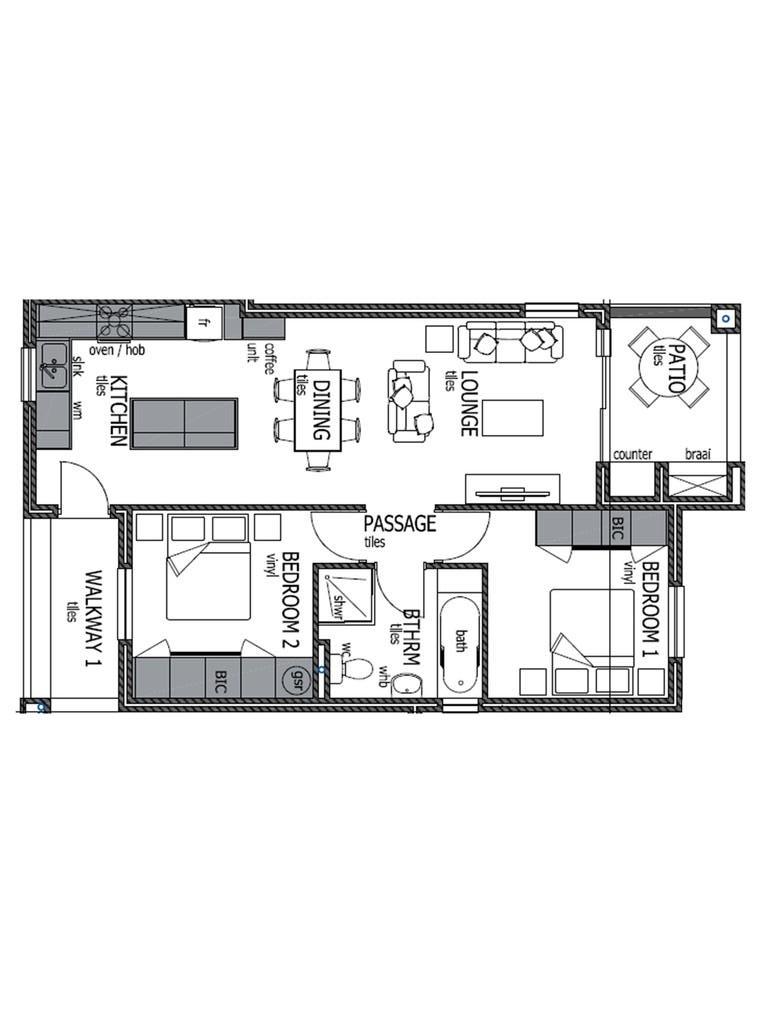 oven / hob
fr
coffee
unit
sink
wm
KITCHEN
tiles
DINING
tiles
LOUNGE
tiles
PATIO
tiles
counter
braai
PASSAGE
tiles
WALKWAY 1
tiles
BEDROOM 2
vinyl
BIC
gsr
shwr
wc
BTHRM
tiles
whb
bath
BIC
BEDROOM 1
vinyl